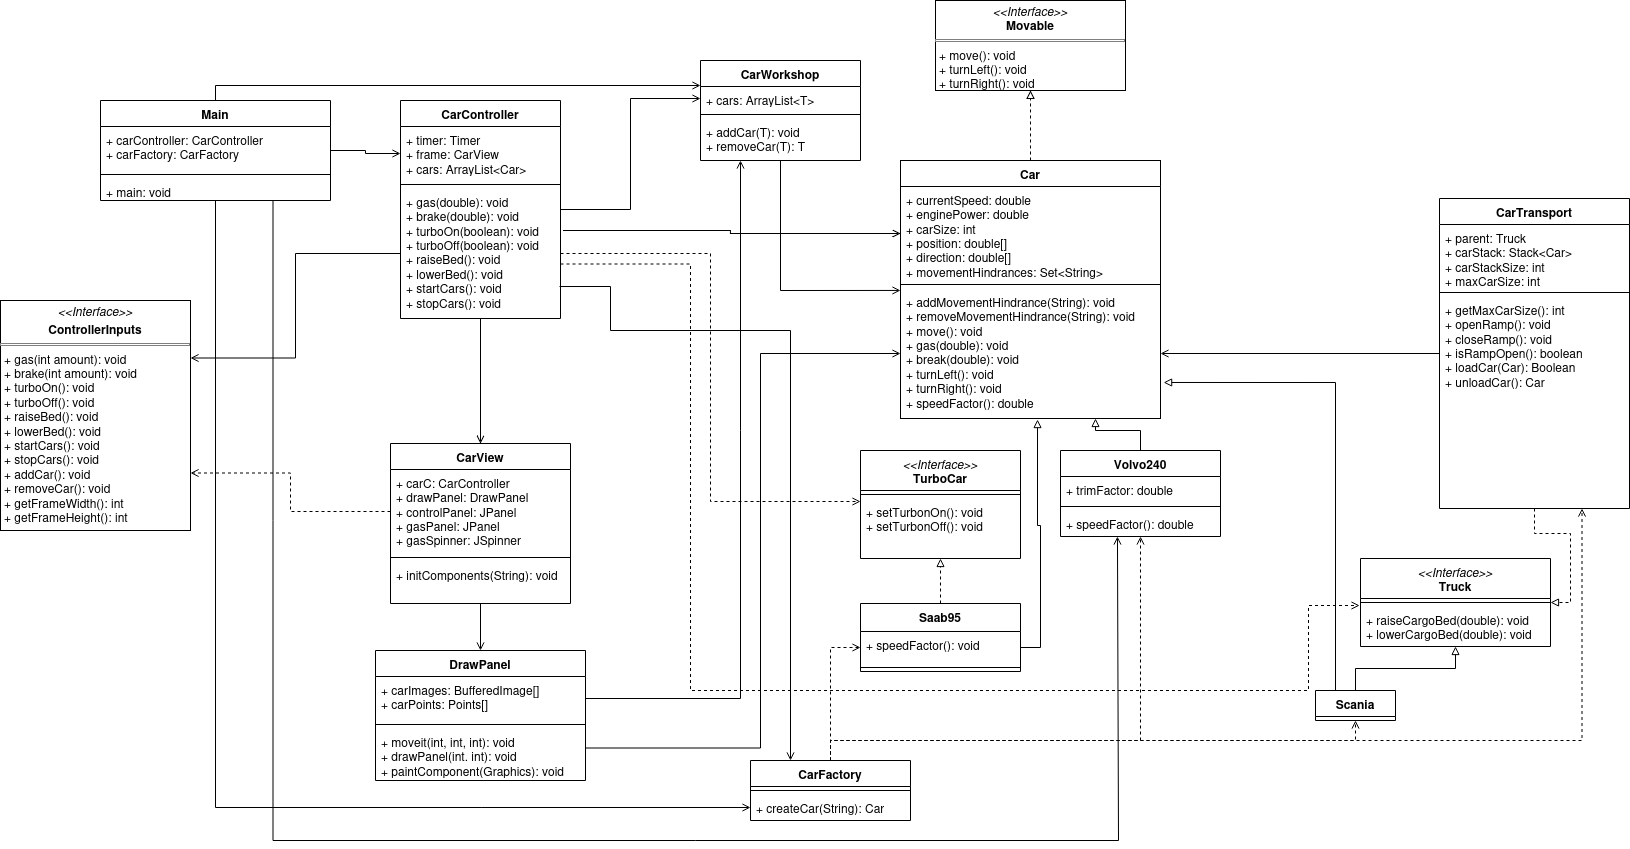 <<Interface>>
Movable
+ move(): void
+ turnLeft(): void
+ turnRight(): void
CarWorkshop
+ cars: ArrayList<T>
+ addCar(T): void
+ removeCar(T): T
Main
+ carController: CarController
+ carFactory: CarFactory
+ main: void
CarController
+ timer: Timer
+ frame: CarView
+ cars: ArrayList<Car>
+ gas(double): void
+ brake(double): void
+ turboOn(boolean): void
+ turboOff(boolean): void
+ raiseBed(): void
+ lowerBed(): void
+ startCars(): void
+ stopCars(): void
Car
+ currentSpeed: double
+ enginePower: double
+ carSize: int
+ position: double[]
+ direction: double[]
+ movementHindrances: Set<String>
+ addMovementHindrance(String): void
+ removeMovementHindrance(String): void
+ move(): void
+ gas(double): void
+ break(double): void
+ turnLeft(): void
+ turnRight(): void
+ speedFactor(): double
CarTransport
+ parent: Truck
+ carStack: Stack<Car>
+ carStackSize: int
+ maxCarSize: int
+ getMaxCarSize(): int
+ openRamp(): void
+ closeRamp(): void
+ isRampOpen(): boolean
+ loadCar(Car): Boolean
+ unloadCar(): Car
<<Interface>>
ControllerInputs
+ gas(int amount): void
+ brake(int amount): void
+ turboOn(): void
+ turboOff(): void
+ raiseBed(): void
+ lowerBed(): void
+ startCars(): void
+ stopCars(): void
+ addCar(): void
+ removeCar(): void
+ getFrameWidth(): int
+ getFrameHeight(): int
CarView
+ carC: CarController
+ drawPanel: DrawPanel
+ controlPanel: JPanel
+ gasPanel: JPanel
+ gasSpinner: JSpinner
+ initComponents(String): void
<<Interface>>
TurboCar
+ setTurbonOn(): void
+ setTurbonOff(): void
Volvo240
+ trimFactor: double
+ speedFactor(): double
<<Interface>>
Truck
+ raiseCargoBed(double): void
+ lowerCargoBed(double): void
Saab95
+ speedFactor(): void
DrawPanel
+ carImages: BufferedImage[]
+ carPoints: Points[]
+ moveit(int, int, int): void
+ drawPanel(int. int): void
+ paintComponent(Graphics): void
Scania
CarFactory
+ createCar(String): Car